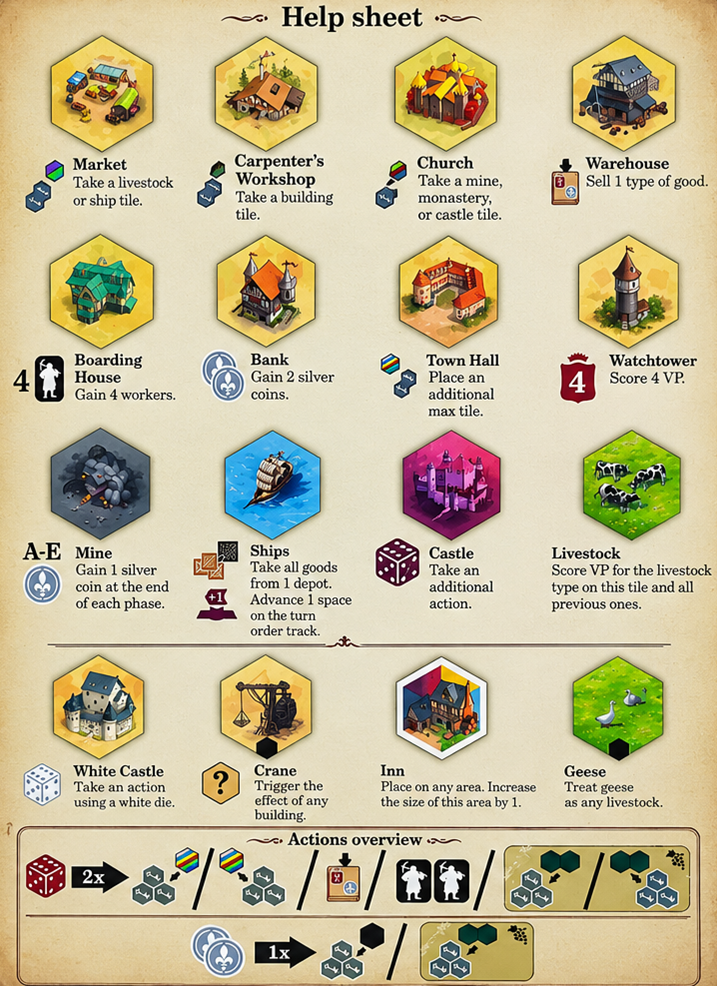 Help sheet
Market
Take a livestock
or ship tile.
Carpenter's
Workshop
Take a building
tile.
Church
Take a mine,
monastery,
or castle tile.
Warehouse
Sell 1 type of good.
4
Boarding
House
Gain 4 workers.
Bank
Gain 2 silver
coins.
Town Hall
Place an
additional
max tile.
4
Watchtower
Score 4 VP.
A-E
Mine
Gain 1 silver
coin at the end
of each phase.
+1
Ships
Take all goods
from 1 depot.
Advance 1 space
on the turn
order track.
Castle
Take an
additional
action.
Livestock
Score VP for the livestock
type on this tile and all
previous ones.
White Castle
Take an action
using a white die.
?
Crane
Trigger the
effect of any
building.
Inn
Place on any area. Increase
the size of this area by 1.
Geese
Treat geese
as any livestock.
Actions overview
2x
/
/
/
/
/
1x
/